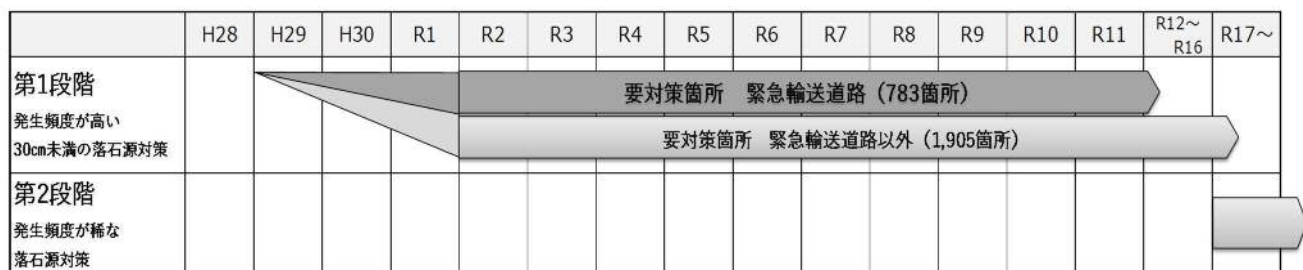 H28 H29 H30 R1 R2 R3 R4 R5 R6 R7 R8 R9 R10 R11 R12～R16 R17～
第1段階
発生頻度が高い
30cm未満の落石源対策
要対策箇所 緊急輸送道路（783箇所）
要対策箇所 緊急輸送道路以外（1,905箇所）
第2段階
発生頻度が稀な
落石源対策